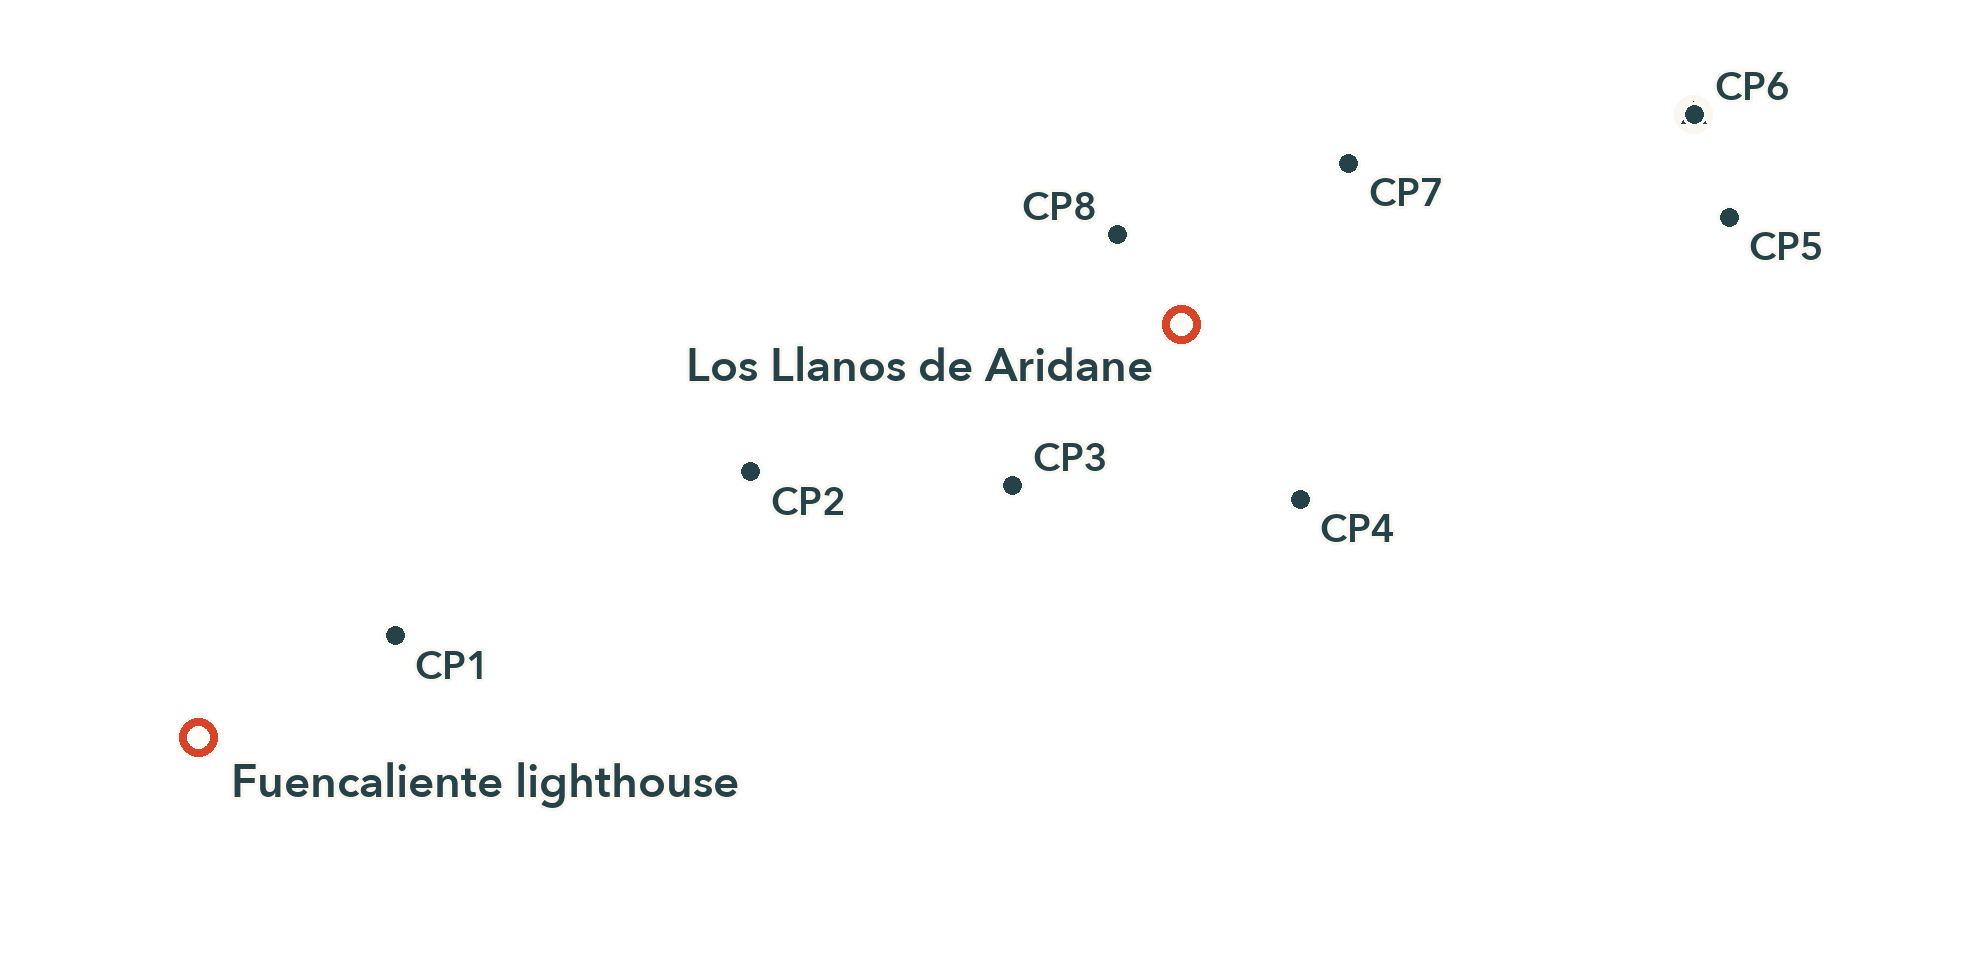 CP6
CP7
CP8
CP5
Los Llanos de Aridane
CP3
CP2
CP4
CP1
Fuencaliente lighthouse